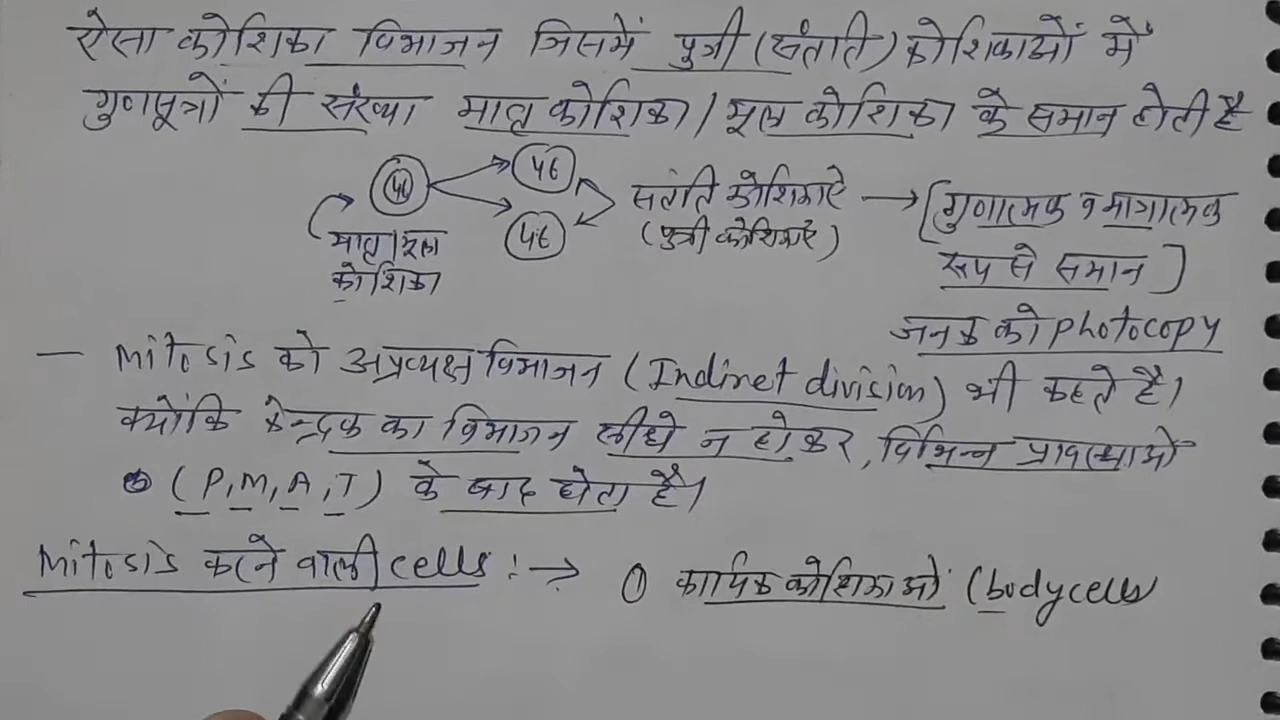 ऐसा कोशिका विभाजन जिसमें पुत्री (संतति) कोशिकाओं में
गुणसूत्रों की संख्या मातृ कोशिका / मूल कोशिका के समान होती है
46
46
46
मातृ/मूल
कोशिका
संतति कोशिकाऐं
(पुत्री कोशिकाऐं)
→ [गुणात्मक व मात्रात्मक
रूप से समान]
जनक की photocopy
— Mitosis को अप्रत्यक्ष विभाजन (Indirect division) भी कहते है।
क्योंकि केन्द्रक का विभाजन सीधे न होकर, विभिन्न प्रावस्थाओं
(P, M, A, T) के बाद होता है।
Mitosis करने वाली cells :→ ① कायिक कोशिकाओं (bodycells